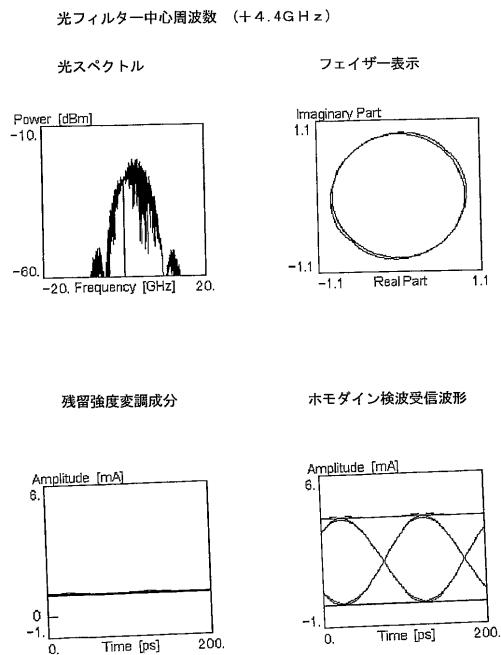 光フィルター中心周波数 （＋４.４ＧＨｚ）
光スペクトル
フェイザー表示
Power [dBm]
-10.
-60.
-20. Frequency [GHz] 20.
Imaginary Part
1.1
-1.1
-1.1 Real Part 1.1
残留強度変調成分
ホモダイン検波受信波形
Amplitude [mA]
6.
0
-1.
0. Time [ps] 200.
Amplitude [mA]
6.
-1.
0. Time [ps] 200.